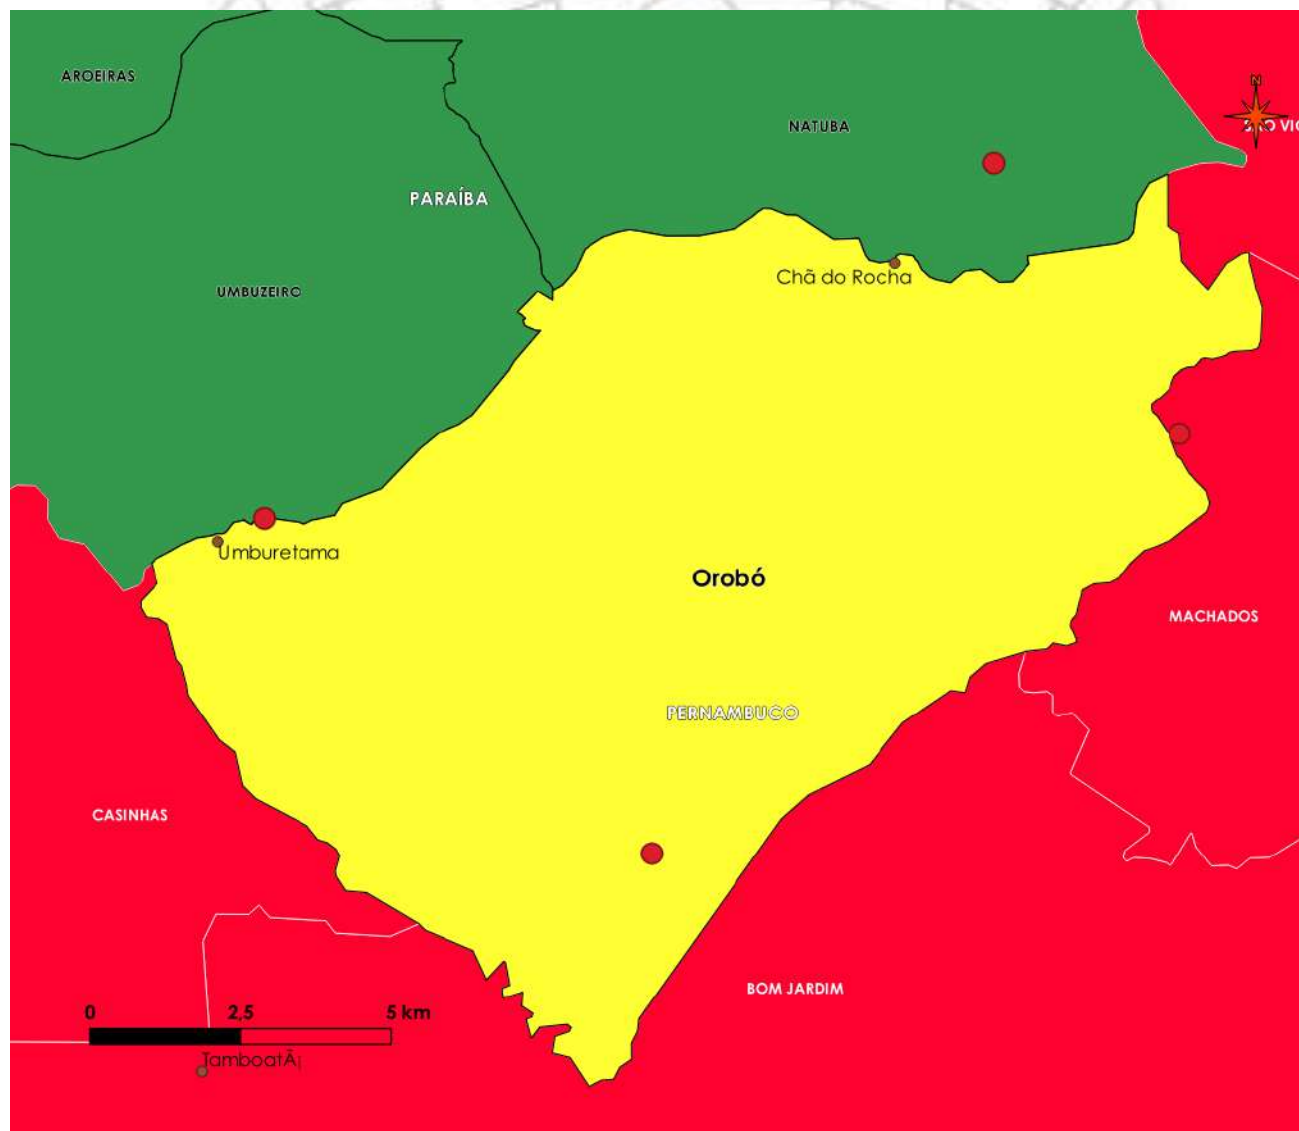 N
AROEIRAS
NATUBA
PARAÍBA
Chã do Rocha
UMBUZEIRO
Umburetama
Orobó
MACHADOS
PERNAMBUCO
CASINHAS
BOM JARDIM
0 2,5 5 km
TamboatÃ¡